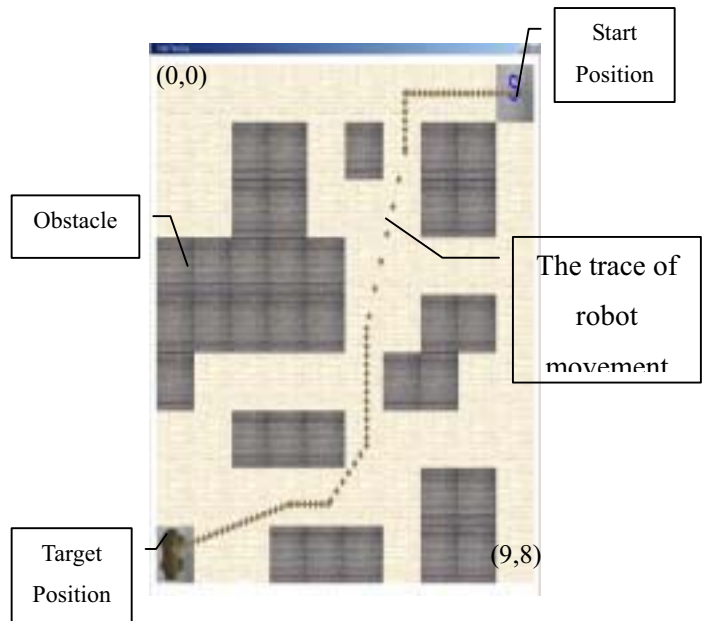 Start
Position
(0,0)
S
Obstacle
The trace of
robot
movement
Target
Position
(9,8)